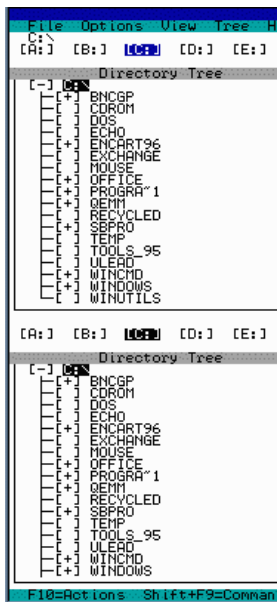 File Options View Tree H
C:\
[A:] [B:] [C:] [D:] [E:]
Directory Tree
[-] C:\
[+] BNCGP
[ ] CDROM
[ ] DOS
[ ] ECHO
[+] ENCART96
[ ] EXCHANGE
[ ] MOUSE
[+] OFFICE
[+] PROGRA~1
[+] QEMM
[ ] RECYCLED
[+] SBPRO
[ ] TEMP
[ ] TOOLS_95
[ ] ULEAD
[+] WINCMD
[+] WINDOWS
[ ] WINUTILS
[A:] [B:] [C:] [D:] [E:]
Directory Tree
[-] C:\
[+] BNCGP
[ ] CDROM
[ ] DOS
[ ] ECHO
[+] ENCART96
[ ] EXCHANGE
[ ] MOUSE
[+] OFFICE
[+] PROGRA~1
[ ] QEMM
[ ] RECYCLED
[+] SBPRO
[ ] TEMP
[ ] TOOLS_95
[ ] ULEAD
[+] WINCMD
[+] WINDOWS
F10=Actions Shift+F9=Comman